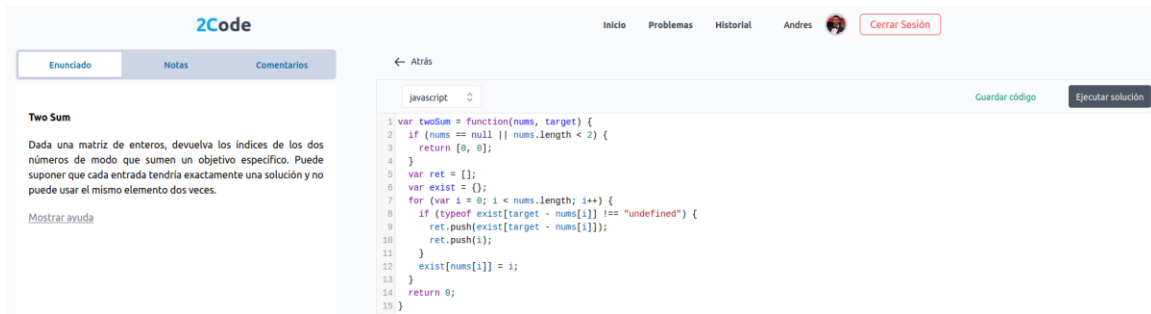 2Code
Inicio Problemas Historial Andres Cerrar Sesión
Enunciado Notas Comentarios
Two Sum
Dada una matriz de enteros, devuelva los índices de los dos
números de modo que sumen un objetivo específico. Puede
suponer que cada entrada tendría exactamente una solución y no
puede usar el mismo elemento dos veces.
Mostrar ayuda
← Atrás
javascript Guardar código Ejecutar solución
1 var twoSum = function(nums, target) {
2 if (nums == null || nums.length < 2) {
3 return [0, 0];
4 }
5 var ret = [];
6 var exist = {};
7 for (var i = 0; i < nums.length; i++) {
8 if (typeof exist[target - nums[i]] !== "undefined") {
9 ret.push(exist[target - nums[i]]);
10 ret.push(i);
11 }
12 exist[nums[i]] = i;
13 }
14 return 0;
15 }